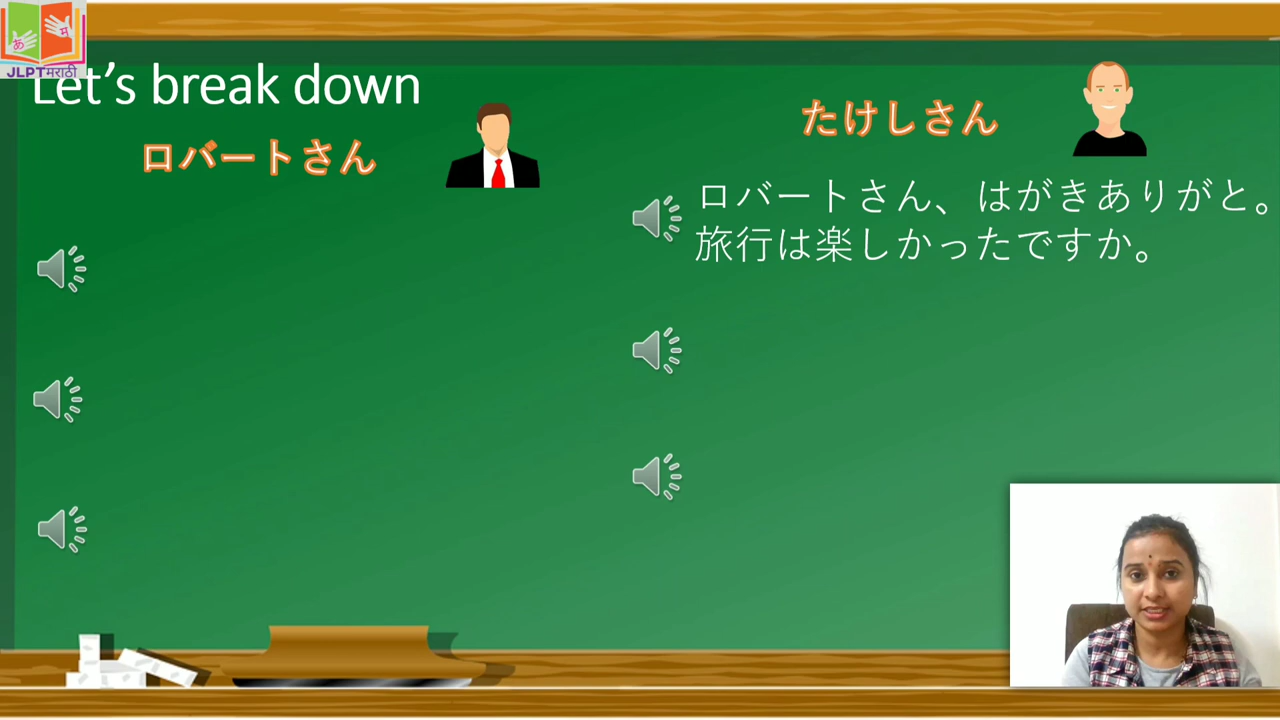 あ म
JLPTमराठी
Let's break down
ロバートさん
たけしさん
ロバートさん、はがきありがと。
旅行は楽しかったですか。